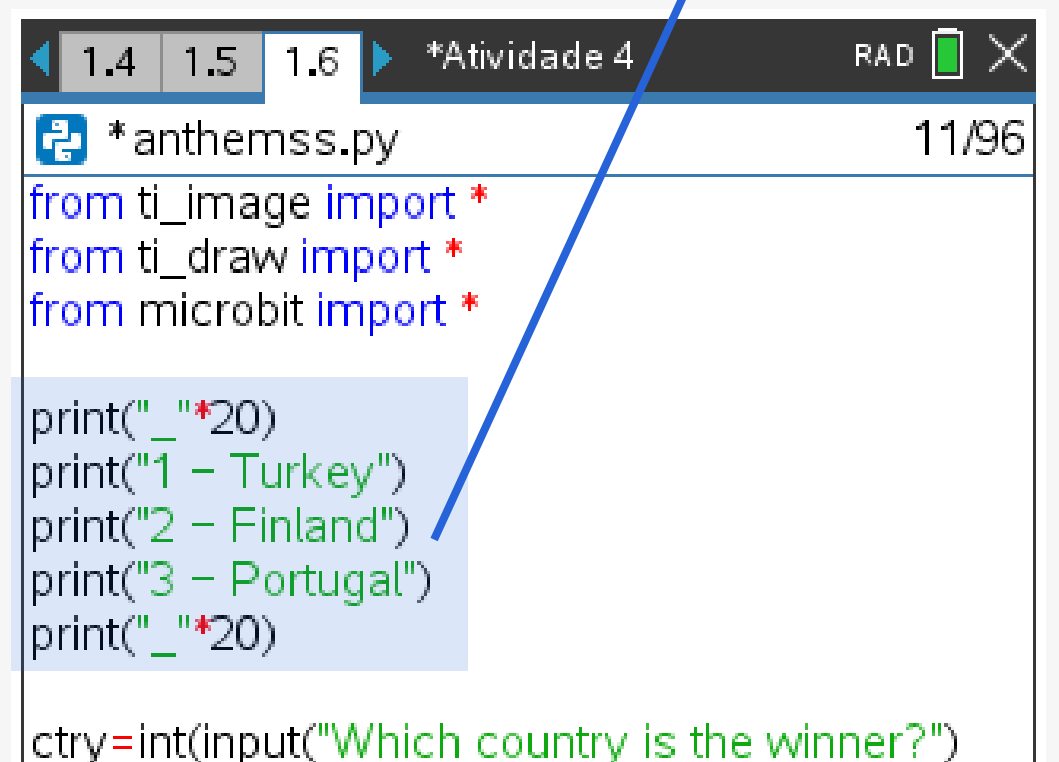 1.4 1.5 1.6 *Atividade 4 RAD
*anthemss.py 11/96
from ti_image import *
from ti_draw import *
from microbit import *
print("_"*20)
print("1 – Turkey")
print("2 – Finland")
print("3 – Portugal")
print("_"*20)
ctry=int(input("Which country is the winner?")